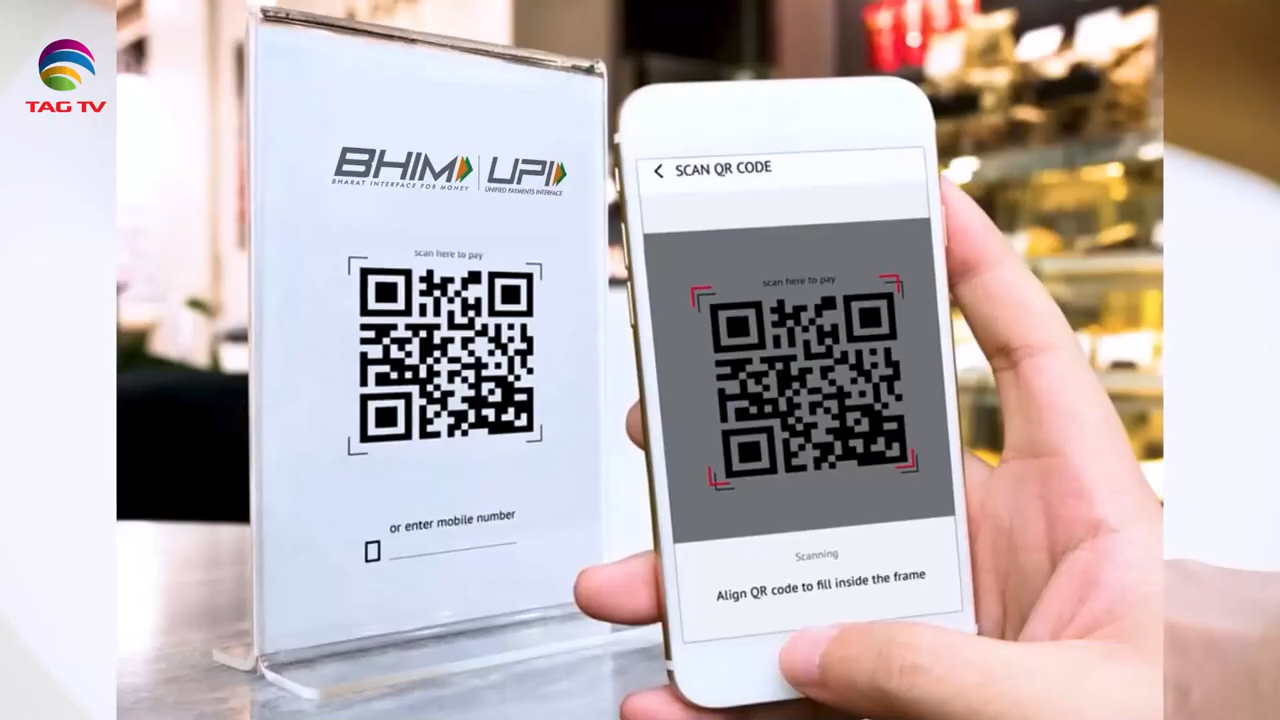 TAG TV
BHIM UPI
BHARAT INTERFACE FOR MONEY UNIFIED PAYMENTS INTERFACE
scan here to pay
or enter mobile number
SCAN QR CODE
scan here to pay
Scanning
Align QR code to fill inside the frame